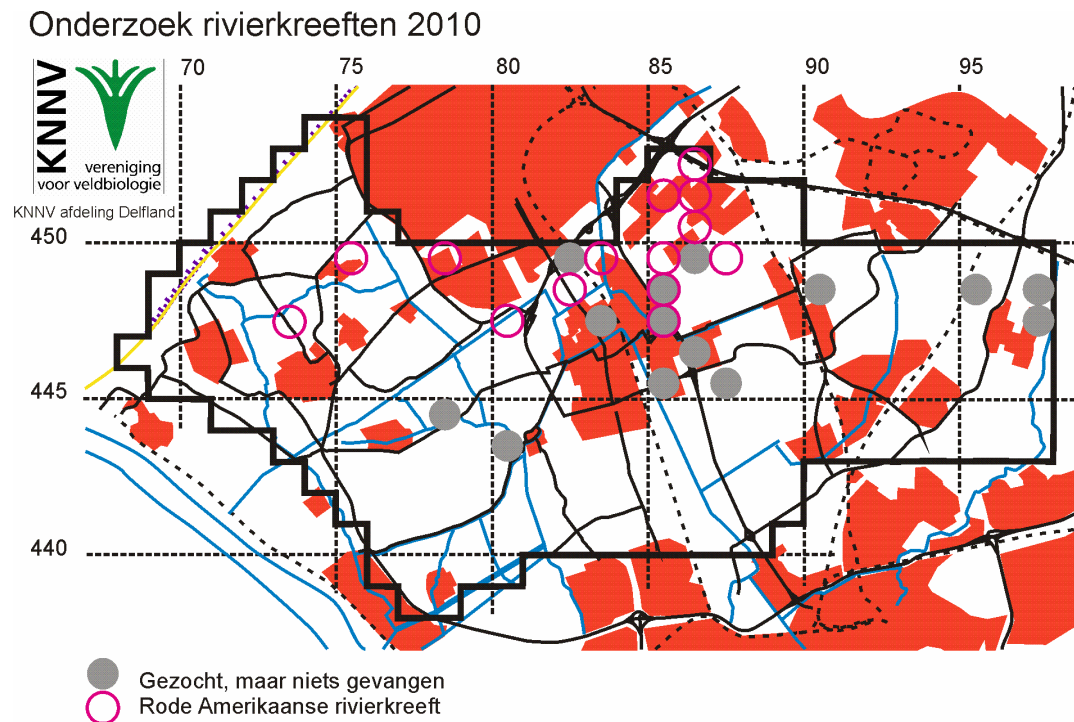 Onderzoek rivierkreeften 2010
KNNV
vereniging
voor veldbiologie
KNNV afdeling Delfland
70 75 80 85 90 95
450
445
440
Gezocht, maar niets gevangen
Rode Amerikaanse rivierkreeft